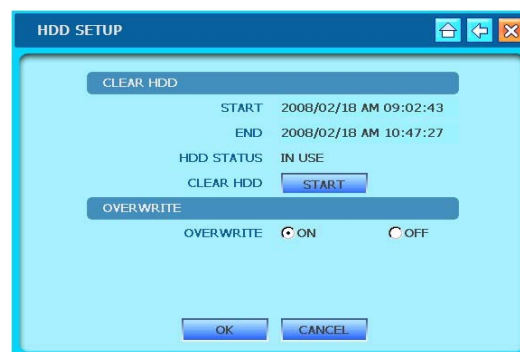 HDD SETUP
CLEAR HDD
START 2008/02/18 AM 09:02:43
END 2008/02/18 AM 10:47:27
HDD STATUS IN USE
CLEAR HDD START
OVERWRITE
OVERWRITE ON OFF
OK CANCEL